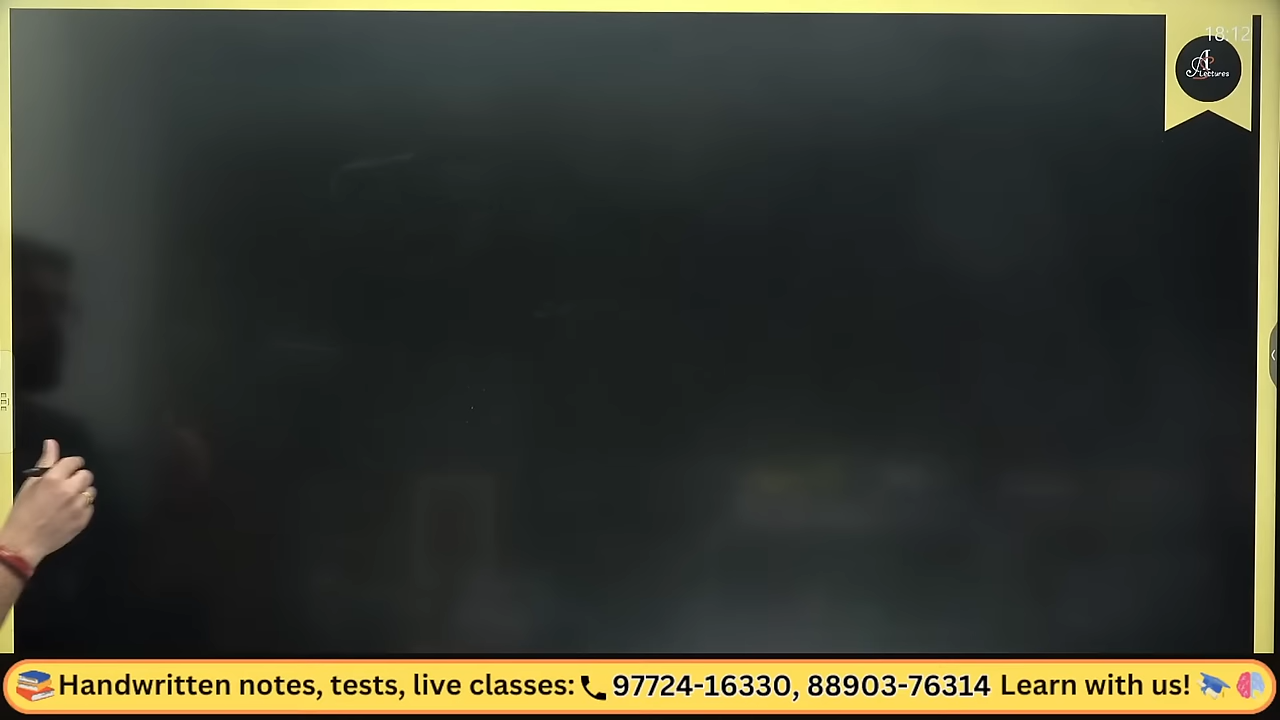 18:12
A
Lectures
Handwritten notes, tests, live classes: 97724-16330, 88903-76314 Learn with us!